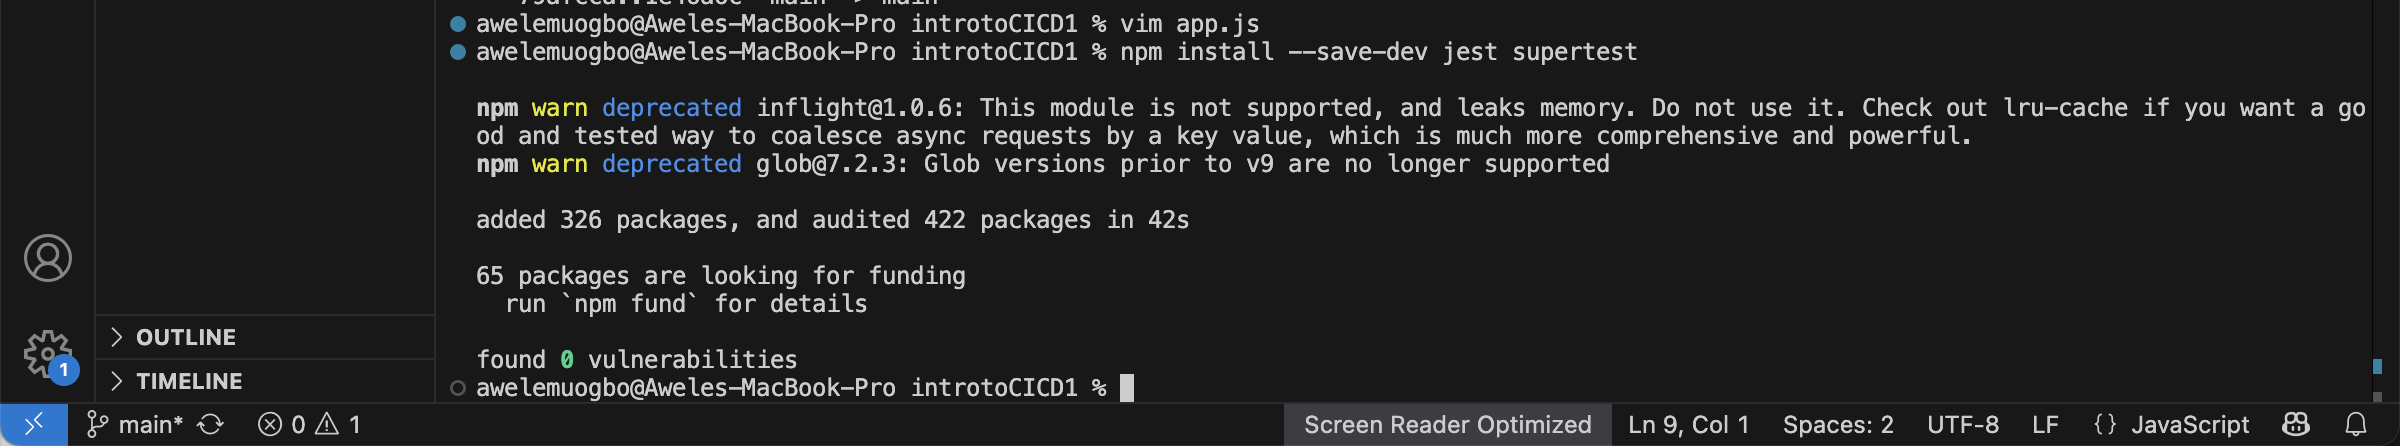 awelemuogbo@Aweles-MacBook-Pro introtoCICD1 % vim app.js
awelemuogbo@Aweles-MacBook-Pro introtoCICD1 % npm install --save-dev jest supertest
npm warn deprecated inflight@1.0.6: This module is not supported, and leaks memory. Do not use it. Check out lru-cache if you want a go
od and tested way to coalesce async requests by a key value, which is much more comprehensive and powerful.
npm warn deprecated glob@7.2.3: Glob versions prior to v9 are no longer supported
added 326 packages, and audited 422 packages in 42s
65 packages are looking for funding
run `npm fund` for details
found 0 vulnerabilities
awelemuogbo@Aweles-MacBook-Pro introtoCICD1 %
OUTLINE
1
TIMELINE
main* 0 1 Screen Reader Optimized Ln 9, Col 1 Spaces: 2 UTF-8 LF {} JavaScript